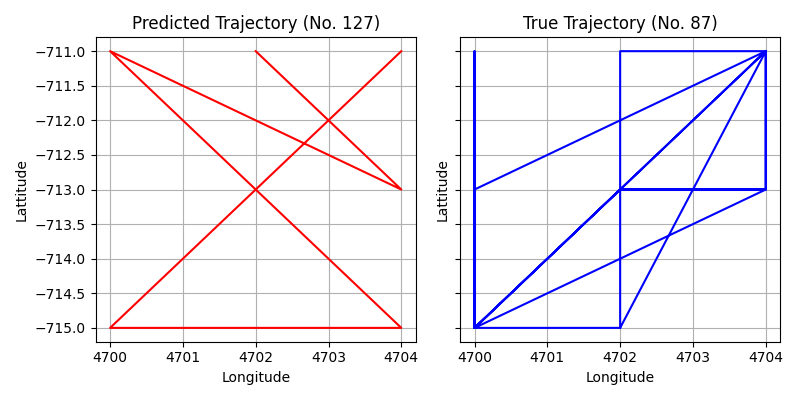 Predicted Trajectory (No. 127)
Lattitude
−711.0
−711.5
−712.0
−712.5
−713.0
−713.5
−714.0
−714.5
−715.0
4700 4701 4702 4703 4704
Longitude
True Trajectory (No. 87)
Lattitude
4700 4701 4702 4703 4704
Longitude